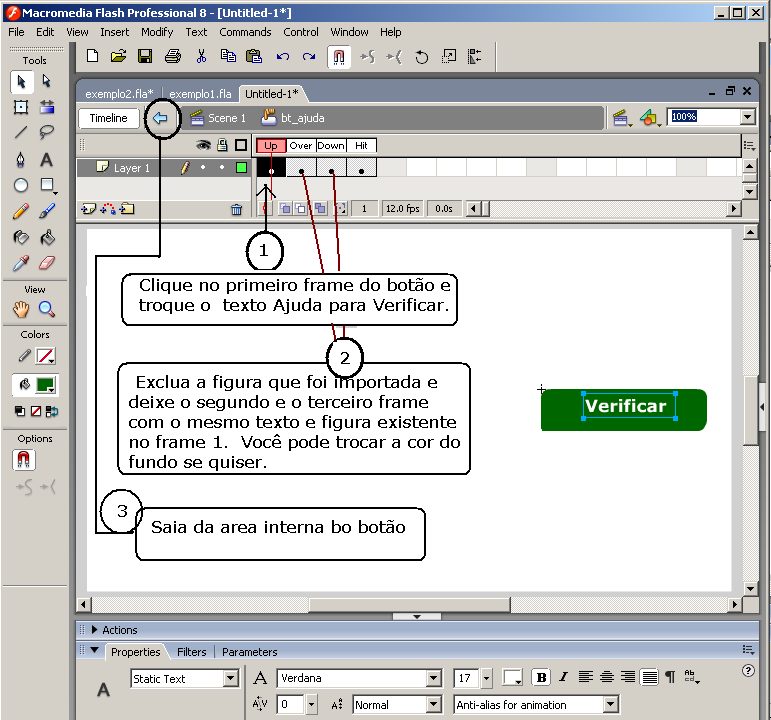 Macromedia Flash Professional 8 - [Untitled-1*]
File Edit View Insert Modify Text Commands Control Window Help
Tools
exemplo2.fla* exemplo1.fla Untitled-1*
Timeline Scene 1 bt_ajuda 100%
Up Over Down Hit
Layer 1
1 12.0 fps 0.0s
1
Clique no primeiro frame do botão e
troque o texto Ajuda para Verificar.
View
Colors
Options
2
Exclua a figura que foi importada e
deixe o segundo e o terceiro frame
com o mesmo texto e figura existente
no frame 1. Você pode trocar a cor do
fundo se quiser.
Verificar
3
Saia da area interna bo botão
Actions
Properties Filters Parameters
A Static Text A Verdana 17 B I
A|V 0 Normal Anti-alias for animation